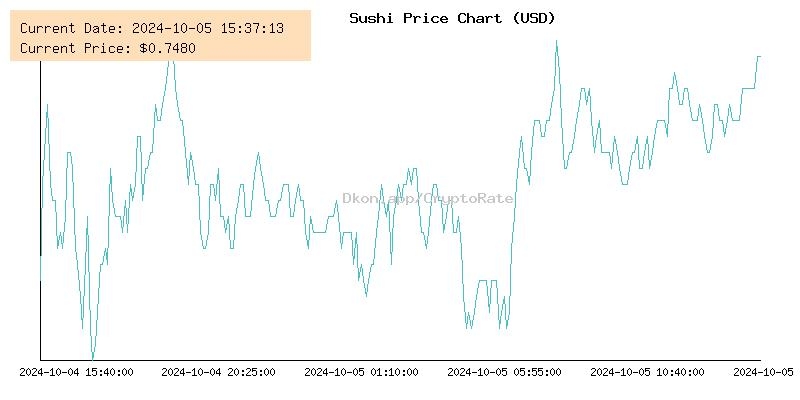 Sushi Price Chart (USD)
Current Date: 2024-10-05 15:37:13
Current Price: $0.7480
Dkoni.app/CryptoRate
2024-10-04 15:40:00 2024-10-04 20:25:00 2024-10-05 01:10:00 2024-10-05 05:55:00 2024-10-05 10:40:00 2024-10-05